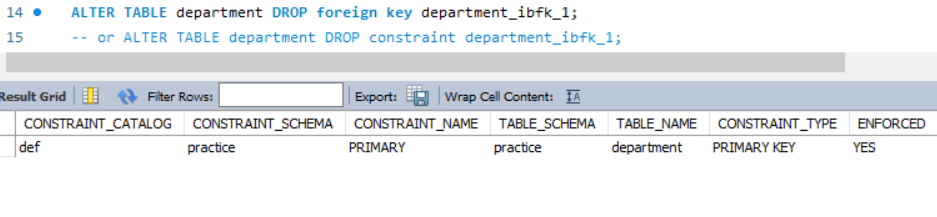 14 ALTER TABLE department DROP foreign key department_ibfk_1;
15 -- or ALTER TABLE department DROP constraint department_ibfk_1;
Result Grid Filter Rows: Export: Wrap Cell Content: IA
CONSTRAINT_CATALOG CONSTRAINT_SCHEMA CONSTRAINT_NAME TABLE_SCHEMA TABLE_NAME CONSTRAINT_TYPE ENFORCED
def practice PRIMARY practice department PRIMARY KEY YES